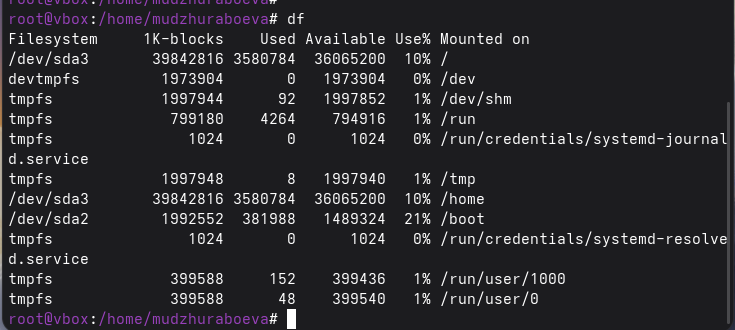 root@vbox:/home/mudzhuraboeva#
root@vbox:/home/mudzhuraboeva# df
Filesystem     1K-blocks    Used Available Use% Mounted on
/dev/sda3       39842816 3580784  36065200  10% /
devtmpfs         1973904       0   1973904   0% /dev
tmpfs            1997944      92   1997852   1% /dev/shm
tmpfs             799180    4264    794916   1% /run
tmpfs               1024       0      1024   0% /run/credentials/systemd-journal
d.service
tmpfs            1997948       8   1997940   1% /tmp
/dev/sda3       39842816 3580784  36065200  10% /home
/dev/sda2        1992552  381988   1489324  21% /boot
tmpfs               1024       0      1024   0% /run/credentials/systemd-resolve
d.service
tmpfs             399588     152    399436   1% /run/user/1000
tmpfs             399588      48    399540   1% /run/user/0
root@vbox:/home/mudzhuraboeva#